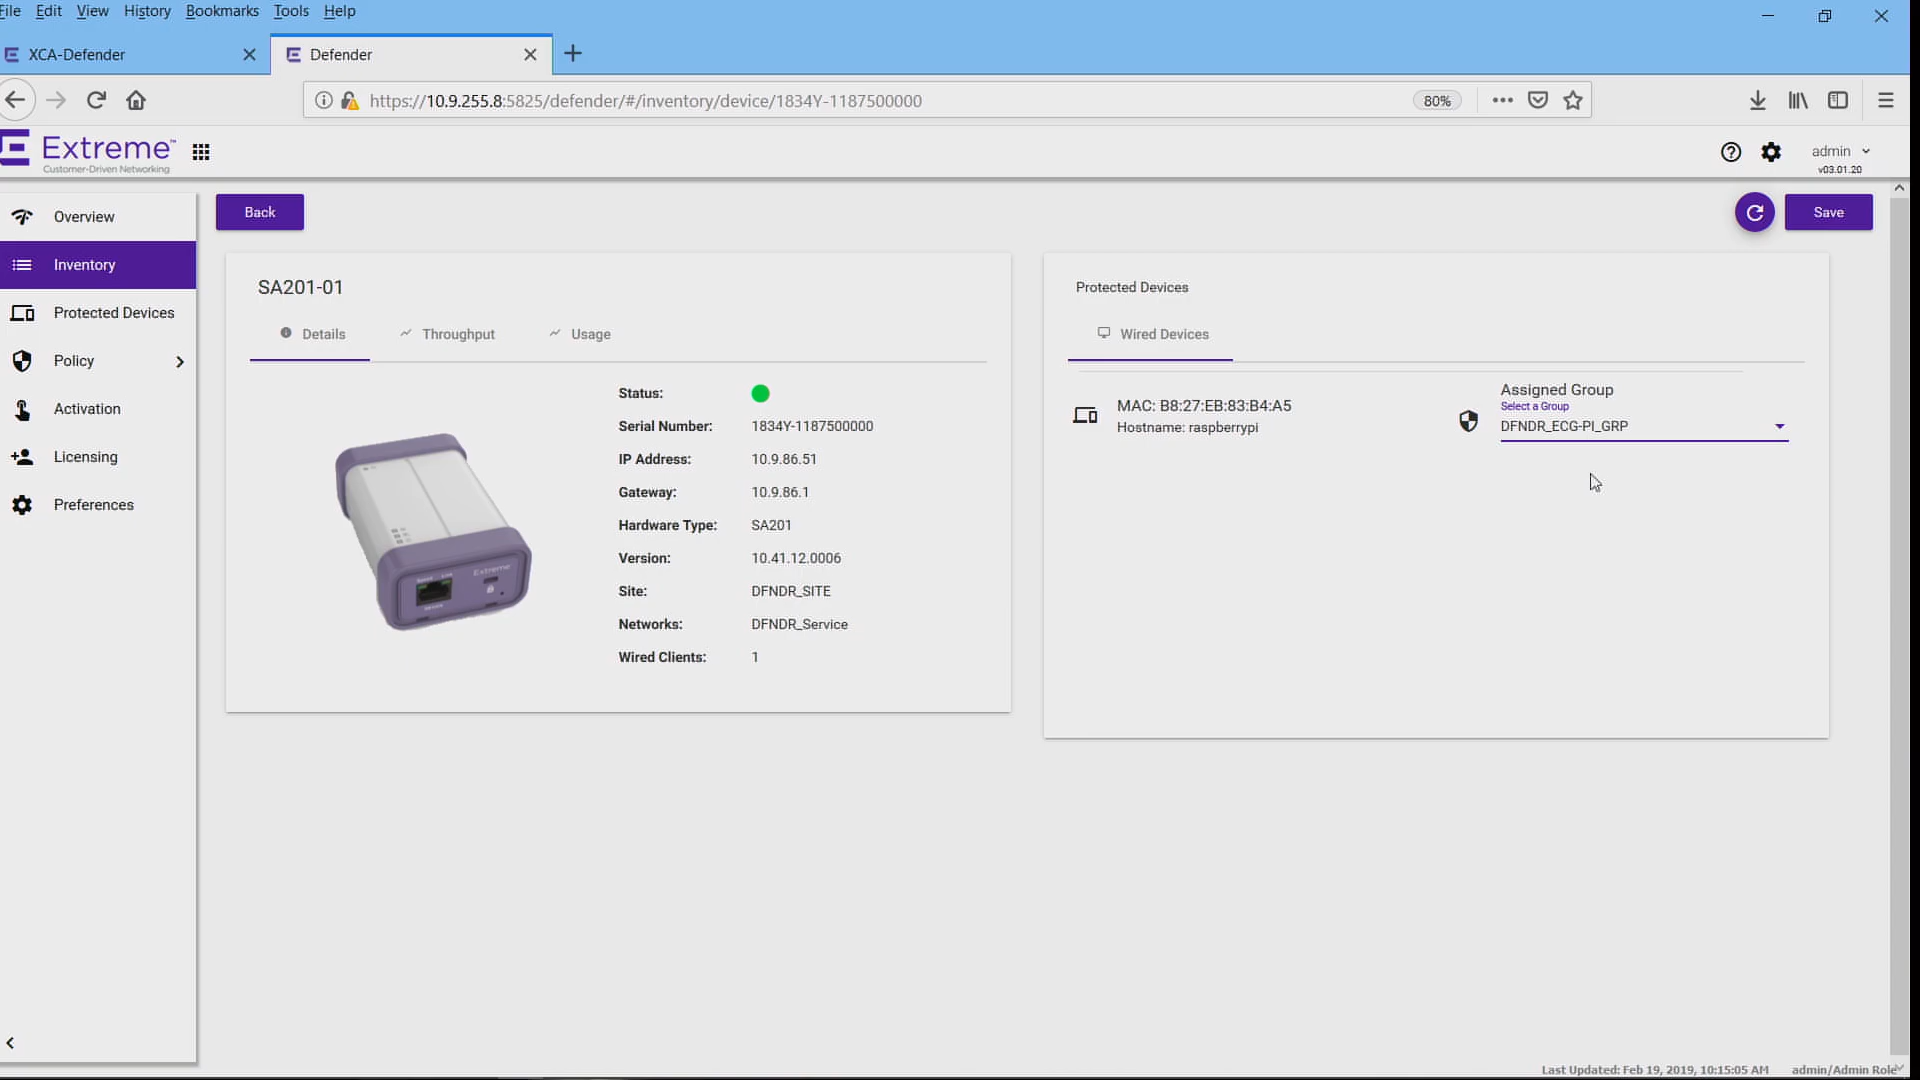 File Edit View History Bookmarks Tools Help
XCA-Defender
Defender
https://10.9.255.8:5825/defender/#/inventory/device/1834Y-1187500000
80%
Extreme™
Customer-Driven Networking
admin
v03.01.20
Overview
Inventory
Protected Devices
Policy
Activation
Licensing
Preferences
Back
Save
SA201-01
Details
Throughput
Usage
Status:
Serial Number: 1834Y-1187500000
IP Address: 10.9.86.51
Gateway: 10.9.86.1
Hardware Type: SA201
Version: 10.41.12.0006
Site: DFNDR_SITE
Networks: DFNDR_Service
Wired Clients: 1
Extreme
Protected Devices
Wired Devices
MAC: B8:27:EB:83:B4:A5
Hostname: raspberrypi
Assigned Group
Select a Group
DFNDR_ECG-PI_GRP
Last Updated: Feb 19, 2019, 10:15:05 AM admin/Admin Role